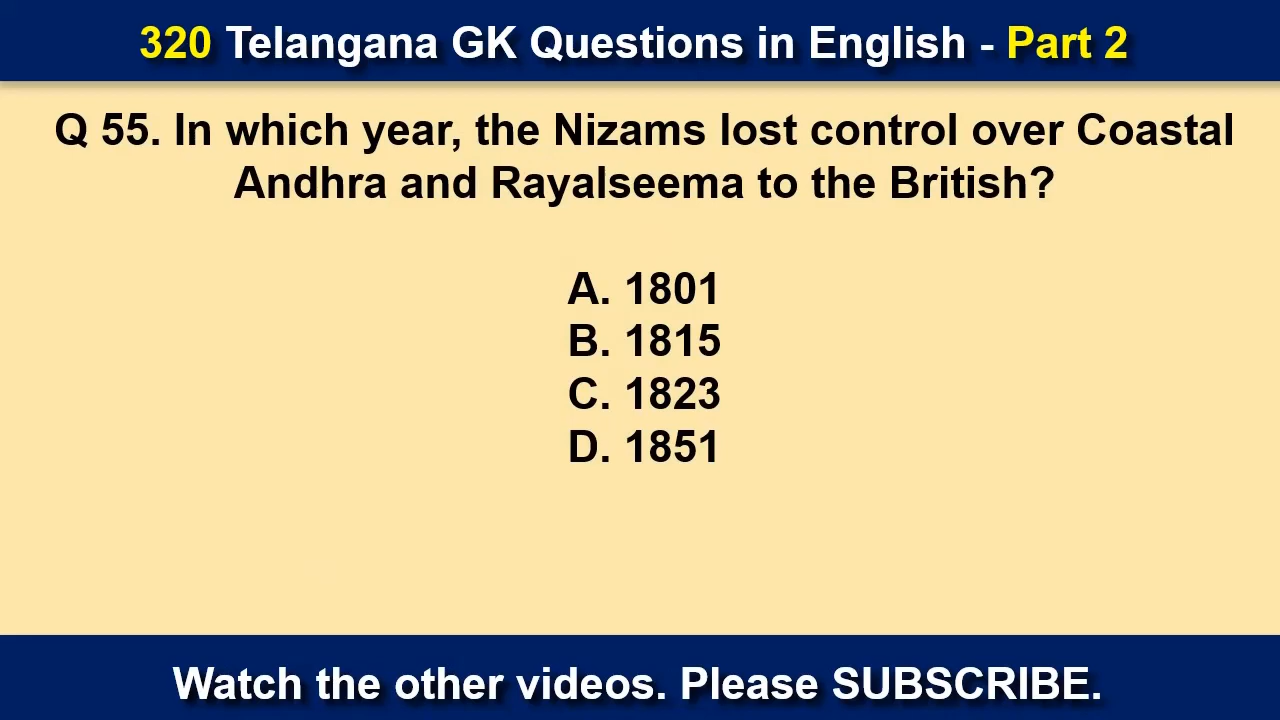 320 Telangana GK Questions in English - Part 2
Q 55. In which year, the Nizams lost control over Coastal
Andhra and Rayalseema to the British?
A. 1801
B. 1815
C. 1823
D. 1851
Watch the other videos. Please SUBSCRIBE.